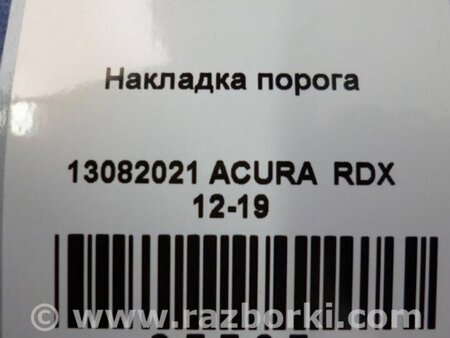 Накладка порога
13082021 ACURA RDX
12-19
© www.razborki.com